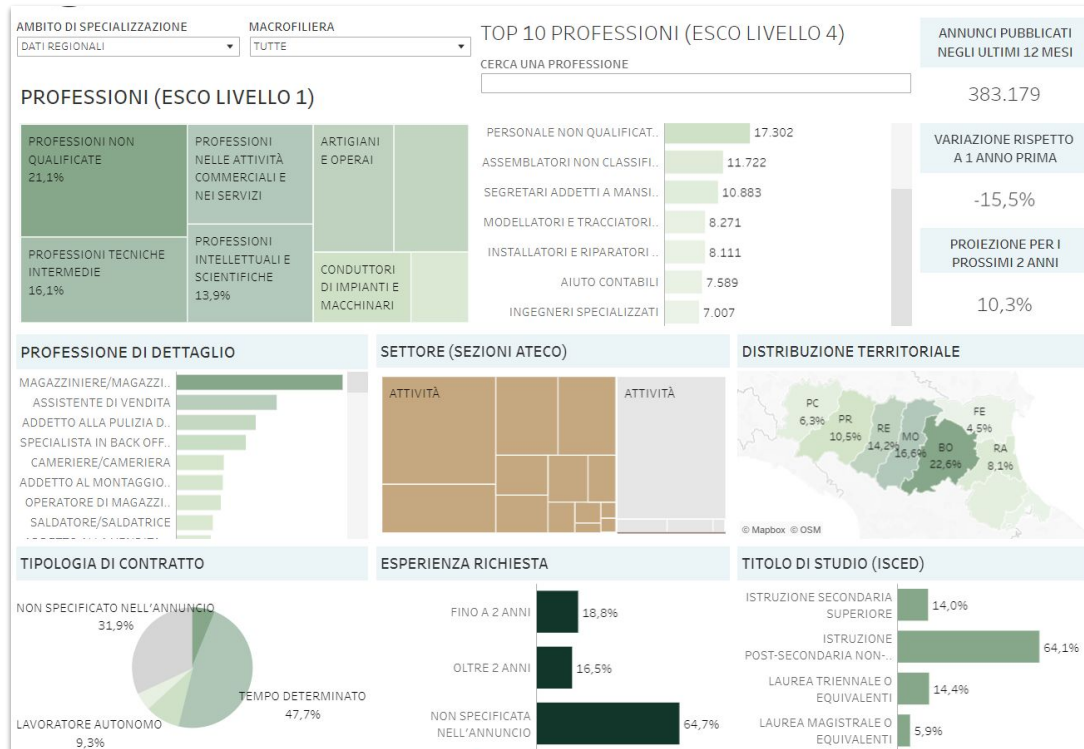 AMBITO DI SPECIALIZZAZIONE
DATI REGIONALI
MACROFILIERA
TUTTE
PROFESSIONI (ESCO LIVELLO 1)
PROFESSIONI NON
QUALIFICATE
21,1%
PROFESSIONI
NELLE ATTIVITÀ
COMMERCIALI E
NEI SERVIZI
ARTIGIANI
E OPERAI
PROFESSIONI TECNICHE
INTERMEDIE
16,1%
PROFESSIONI
INTELLETTUALI E
SCIENTIFICHE
13,9%
CONDUTTORI
DI IMPIANTI E
MACCHINARI
TOP 10 PROFESSIONI (ESCO LIVELLO 4)
CERCA UNA PROFESSIONE
PERSONALE NON QUALIFICAT.. 17.302
ASSEMBLATORI NON CLASSIFI.. 11.722
SEGRETARI ADDETTI A MANSI.. 10.883
MODELLATORI E TRACCIATORI.. 8.271
INSTALLATORI E RIPARATORI .. 8.111
AIUTO CONTABILI 7.589
INGEGNERI SPECIALIZZATI 7.007
ANNUNCI PUBBLICATI
NEGLI ULTIMI 12 MESI
383.179
VARIAZIONE RISPETTO
A 1 ANNO PRIMA
-15,5%
PROIEZIONE PER I
PROSSIMI 2 ANNI
10,3%
PROFESSIONE DI DETTAGLIO
MAGAZZINIERE/MAGAZZI..
ASSISTENTE DI VENDITA
ADDETTO ALLA PULIZIA D..
SPECIALISTA IN BACK OFF..
CAMERIERE/CAMERIERA
ADDETTO AL MONTAGGIO..
OPERATORE DI MAGAZZI..
SALDATORE/SALDATRICE
SETTORE (SEZIONI ATECO)
ATTIVITÀ
ATTIVITÀ
DISTRIBUZIONE TERRITORIALE
PC
6,3%
PR
10,5%
RE
14,2%
MO
16,6%
BO
22,6%
FE
4,5%
RA
8,1%
© Mapbox © OSM
TIPOLOGIA DI CONTRATTO
NON SPECIFICATO NELL'ANNUNCIO
31,9%
TEMPO DETERMINATO
47,7%
LAVORATORE AUTONOMO
9,3%
ESPERIENZA RICHIESTA
FINO A 2 ANNI 18,8%
OLTRE 2 ANNI 16,5%
NON SPECIFICATA
NELL'ANNUNCIO
64,7%
TITOLO DI STUDIO (ISCED)
ISTRUZIONE SECONDARIA
SUPERIORE
14,0%
ISTRUZIONE
POST-SECONDARIA NON-..
64,1%
LAUREA TRIENNALE O
EQUIVALENTI
14,4%
LAUREA MAGISTRALE O
EQUIVALENTI
5,9%